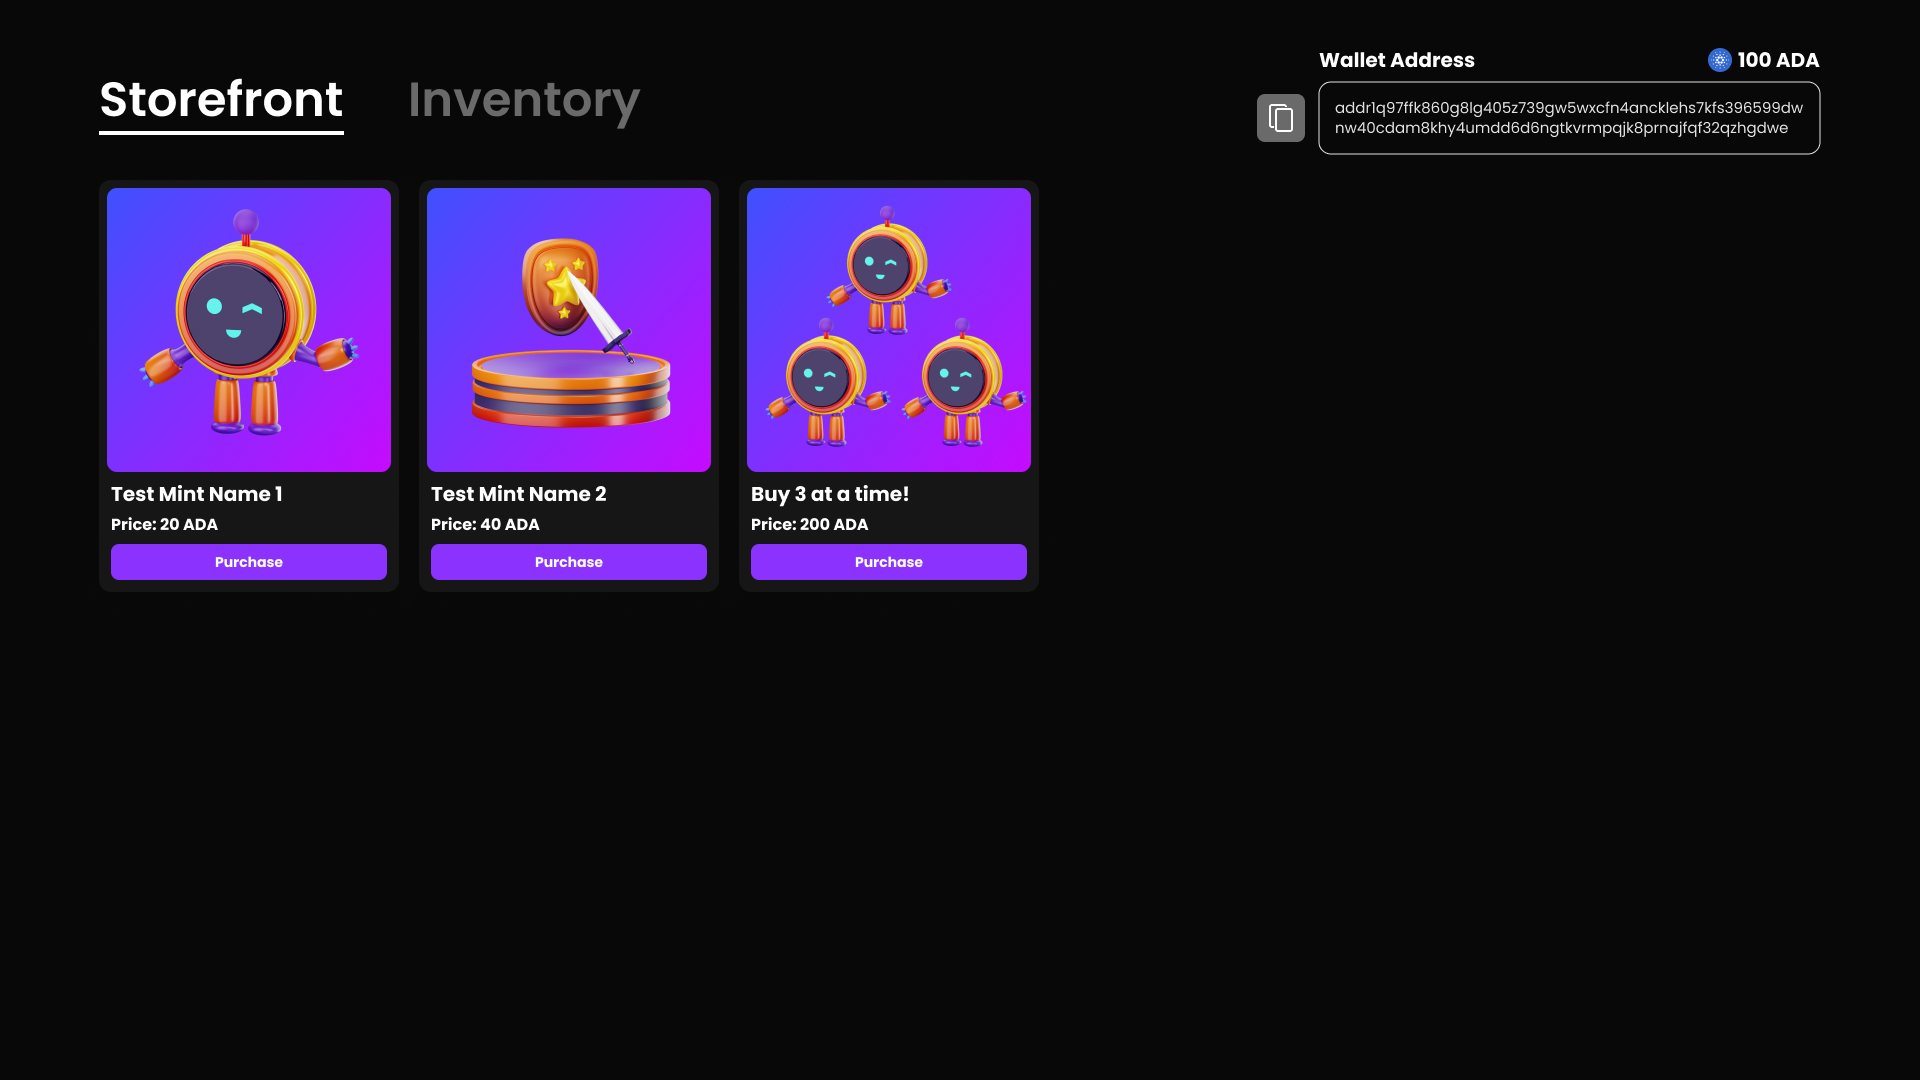 Storefront
Inventory
Wallet Address
100 ADA
addr1q97ffk860g8lg405z739gw5wxcfn4ancklehs7kfs396599dw
nw40cdam8khy4umdd6d6ngtkvrmpqjk8prnajfqf32qzhgdwe
Test Mint Name 1
Price: 20 ADA
Purchase
Test Mint Name 2
Price: 40 ADA
Purchase
Buy 3 at a time!
Price: 200 ADA
Purchase